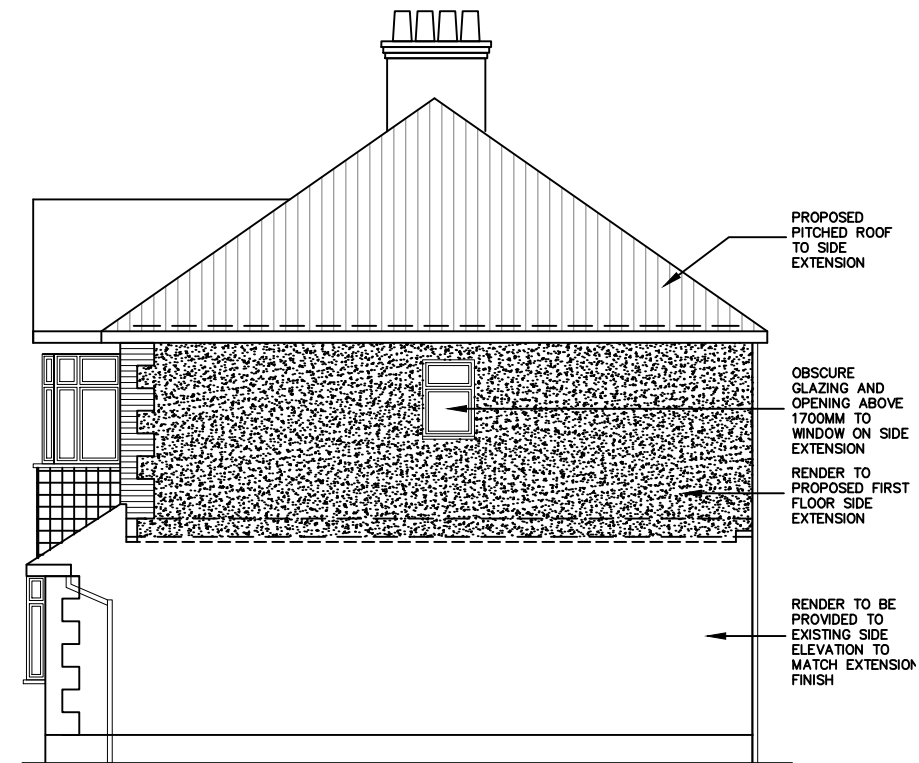 PROPOSED
PITCHED ROOF
TO SIDE
EXTENSION
OBSCURE
GLAZING AND
OPENING ABOVE
1700MM TO
WINDOW ON SIDE
EXTENSION
RENDER TO
PROPOSED FIRST
FLOOR SIDE
EXTENSION
RENDER TO BE
PROVIDED TO
EXISTING SIDE
ELEVATION TO
MATCH EXTENSION
FINISH